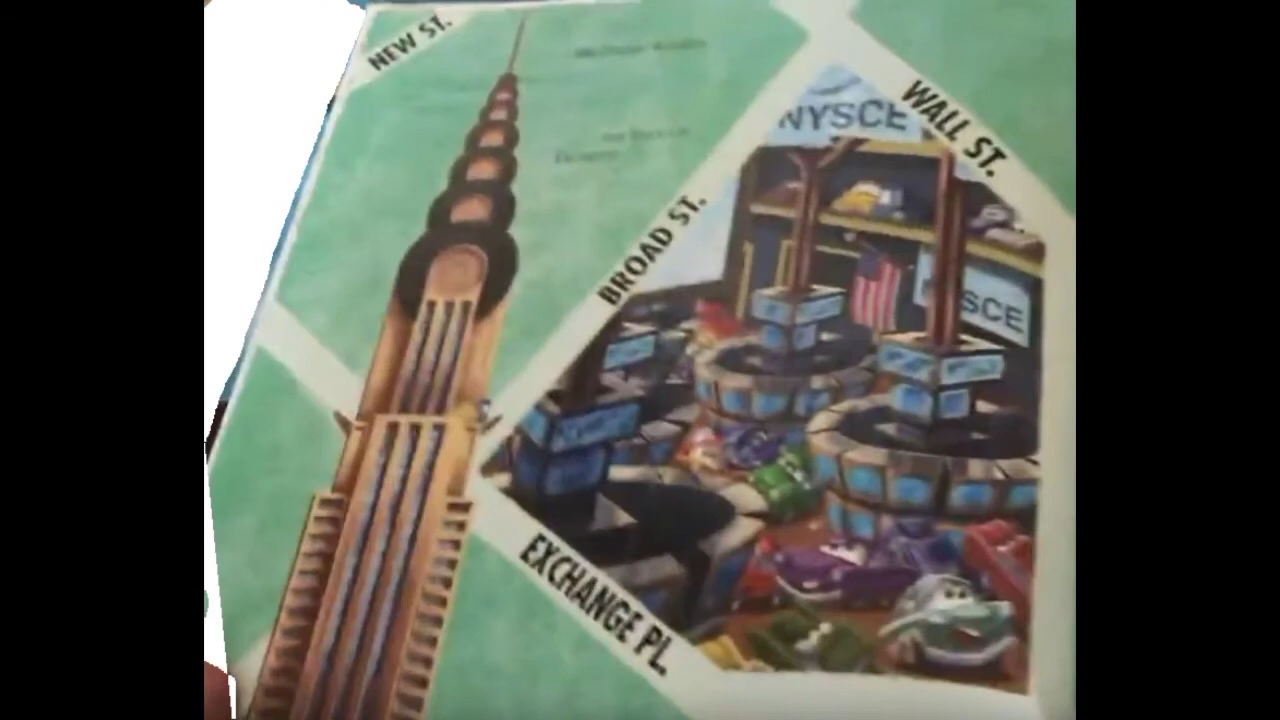 NEW ST.
WALL ST.
NYSCE
BROAD ST.
SCE
EXCHANGE PL.